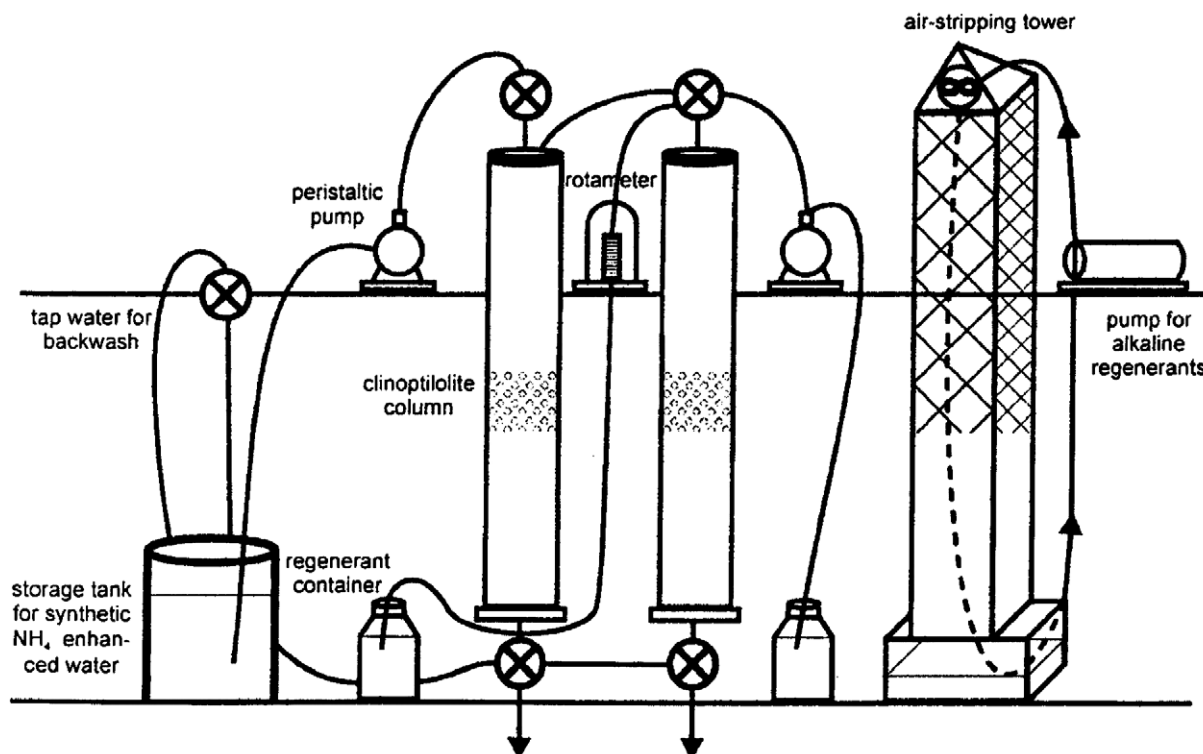 air-stripping tower
peristaltic
pump
rotameter
tap water for
backwash
pump for
alkaline
regenerants
clinoptilolite
column
regenerant
container
storage tank
for synthetic
NH₄ enhan-
ced water